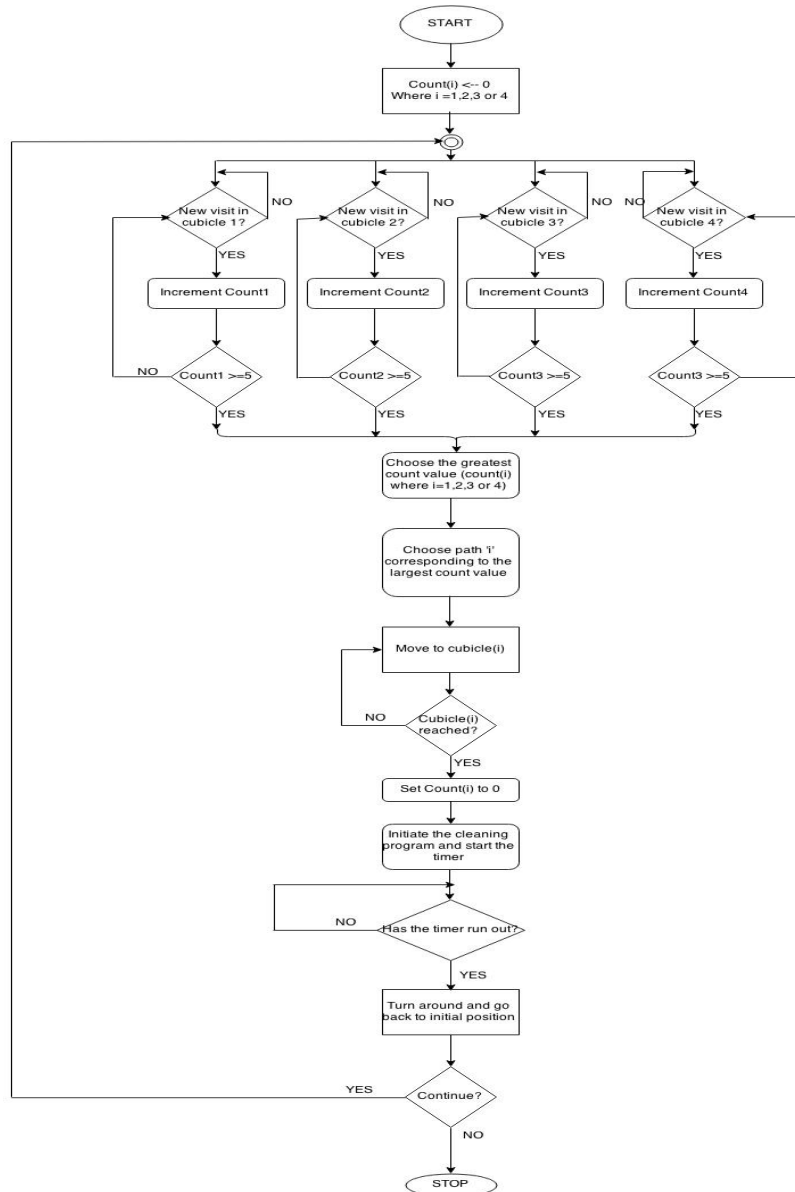 START
Count(i) <-- 0
Where i =1,2,3 or 4
New visit in
cubicle 1?
NO
New visit in
cubicle 2?
NO
New visit in
cubicle 3?
NO
NO
New visit in
cubicle 4?
YES
YES
YES
YES
Increment Count1
Increment Count2
Increment Count3
Increment Count4
NO
Count1 >=5
Count2 >=5
Count3 >=5
Count3 >=5
YES
YES
YES
YES
Choose the greatest
count value (count(i)
where i=1,2,3 or 4)
Choose path 'i'
corresponding to the
largest count value
Move to cubicle(i)
NO
Cubicle(i)
reached?
YES
Set Count(i) to 0
Initiate the cleaning
program and start the
timer
NO
Has the timer run out?
YES
Turn around and go
back to initial position
YES
Continue?
NO
STOP